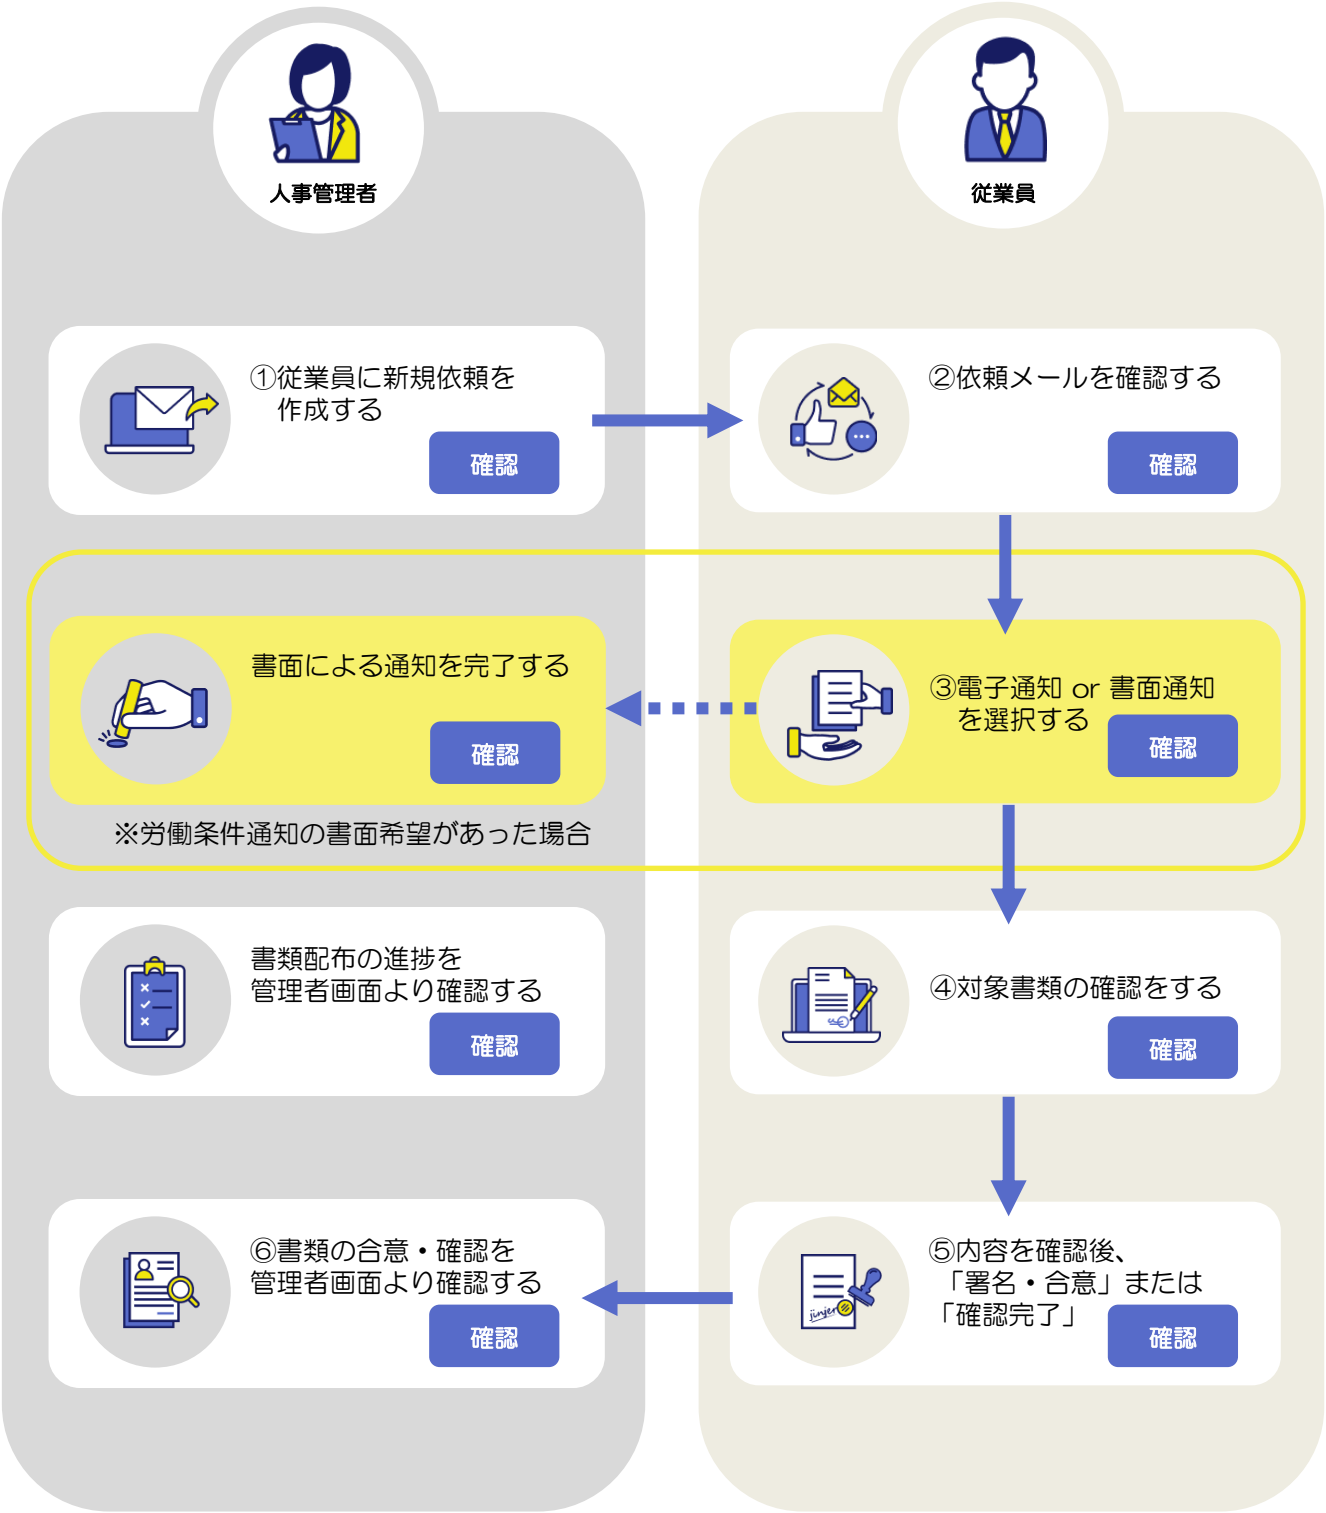 人事管理者
従業員
①従業員に新規依頼を
作成する
確認
②依頼メールを確認する
確認
書面による通知を完了する
確認
※労働条件通知の書面希望があった場合
③電子通知 or 書面通知
を選択する
確認
書類配布の進捗を
管理者画面より確認する
確認
④対象書類の確認をする
確認
⑥書類の合意・確認を
管理者画面より確認する
確認
⑤内容を確認後、
「署名・合意」または
「確認完了」
確認
jinjer